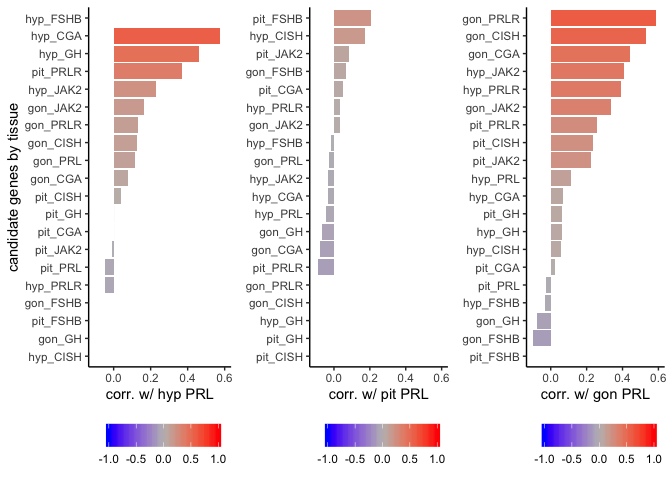 candidate genes by tissue
hyp_FSHB
hyp_CGA
hyp_GH
pit_PRLR
hyp_JAK2
gon_JAK2
gon_PRLR
gon_CISH
gon_PRL
gon_CGA
pit_CISH
pit_GH
pit_CGA
pit_JAK2
pit_PRL
hyp_PRLR
gon_FSHB
pit_FSHB
gon_GH
hyp_CISH
0.0 0.2 0.4 0.6
corr. w/ hyp PRL
-1.0 -0.5 0.0 0.5 1.0
pit_FSHB
hyp_CISH
pit_JAK2
gon_FSHB
pit_CGA
hyp_PRLR
gon_JAK2
hyp_FSHB
gon_PRL
hyp_JAK2
hyp_CGA
hyp_PRL
gon_GH
gon_CGA
pit_PRLR
gon_PRLR
gon_CISH
hyp_GH
pit_GH
pit_CISH
0.0 0.2 0.4 0.6
corr. w/ pit PRL
-1.0 -0.5 0.0 0.5 1.0
gon_PRLR
gon_CISH
gon_CGA
hyp_JAK2
hyp_PRLR
gon_JAK2
pit_PRLR
pit_CISH
pit_JAK2
hyp_PRL
hyp_CGA
pit_GH
hyp_GH
hyp_CISH
pit_CGA
pit_PRL
hyp_FSHB
gon_GH
gon_FSHB
pit_FSHB
0.0 0.2 0.4 0.6
corr. w/ gon PRL
-1.0 -0.5 0.0 0.5 1.0